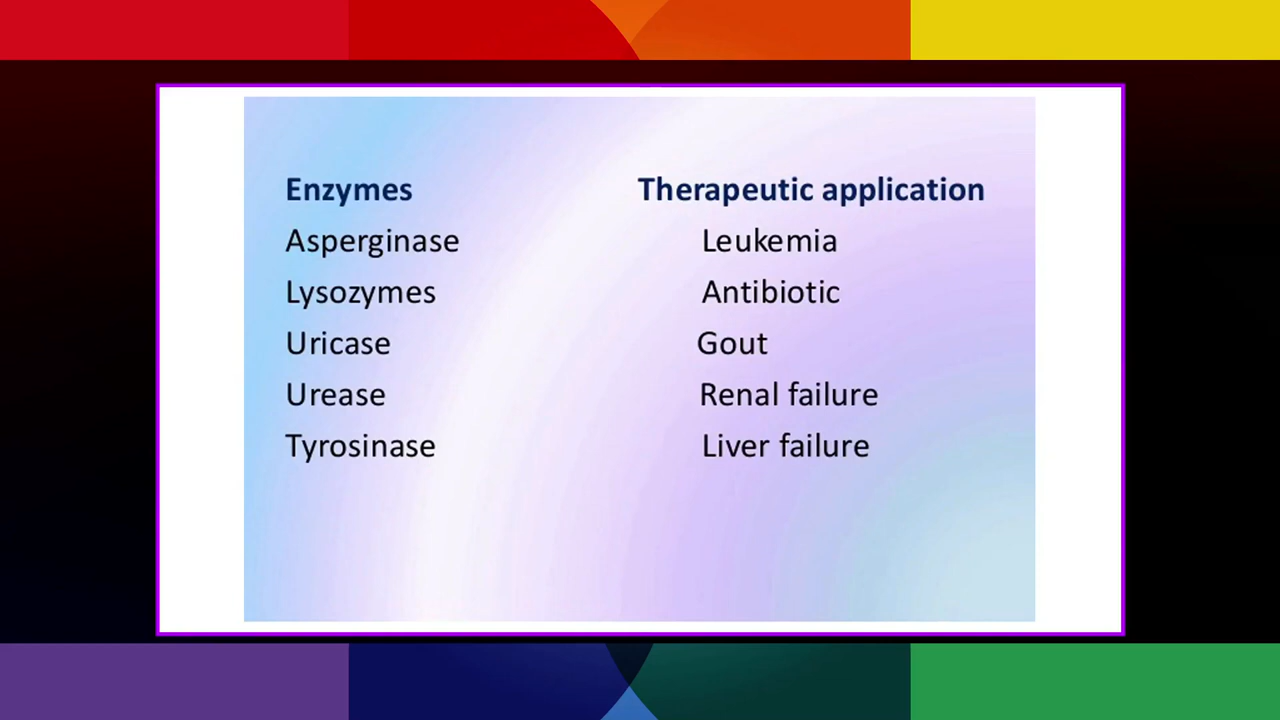 Enzymes Therapeutic application
Asperginase Leukemia
Lysozymes Antibiotic
Uricase Gout
Urease Renal failure
Tyrosinase Liver failure